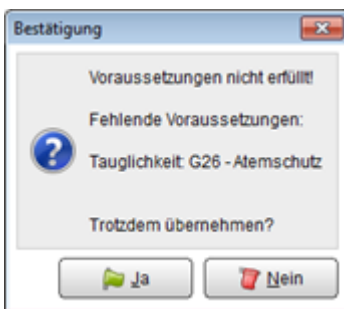 Bestätigung
Voraussetzungen nicht erfüllt!
Fehlende Voraussetzungen:
Tauglichkeit: G26 - Atemschutz
Trotzdem übernehmen?
Ja
Nein